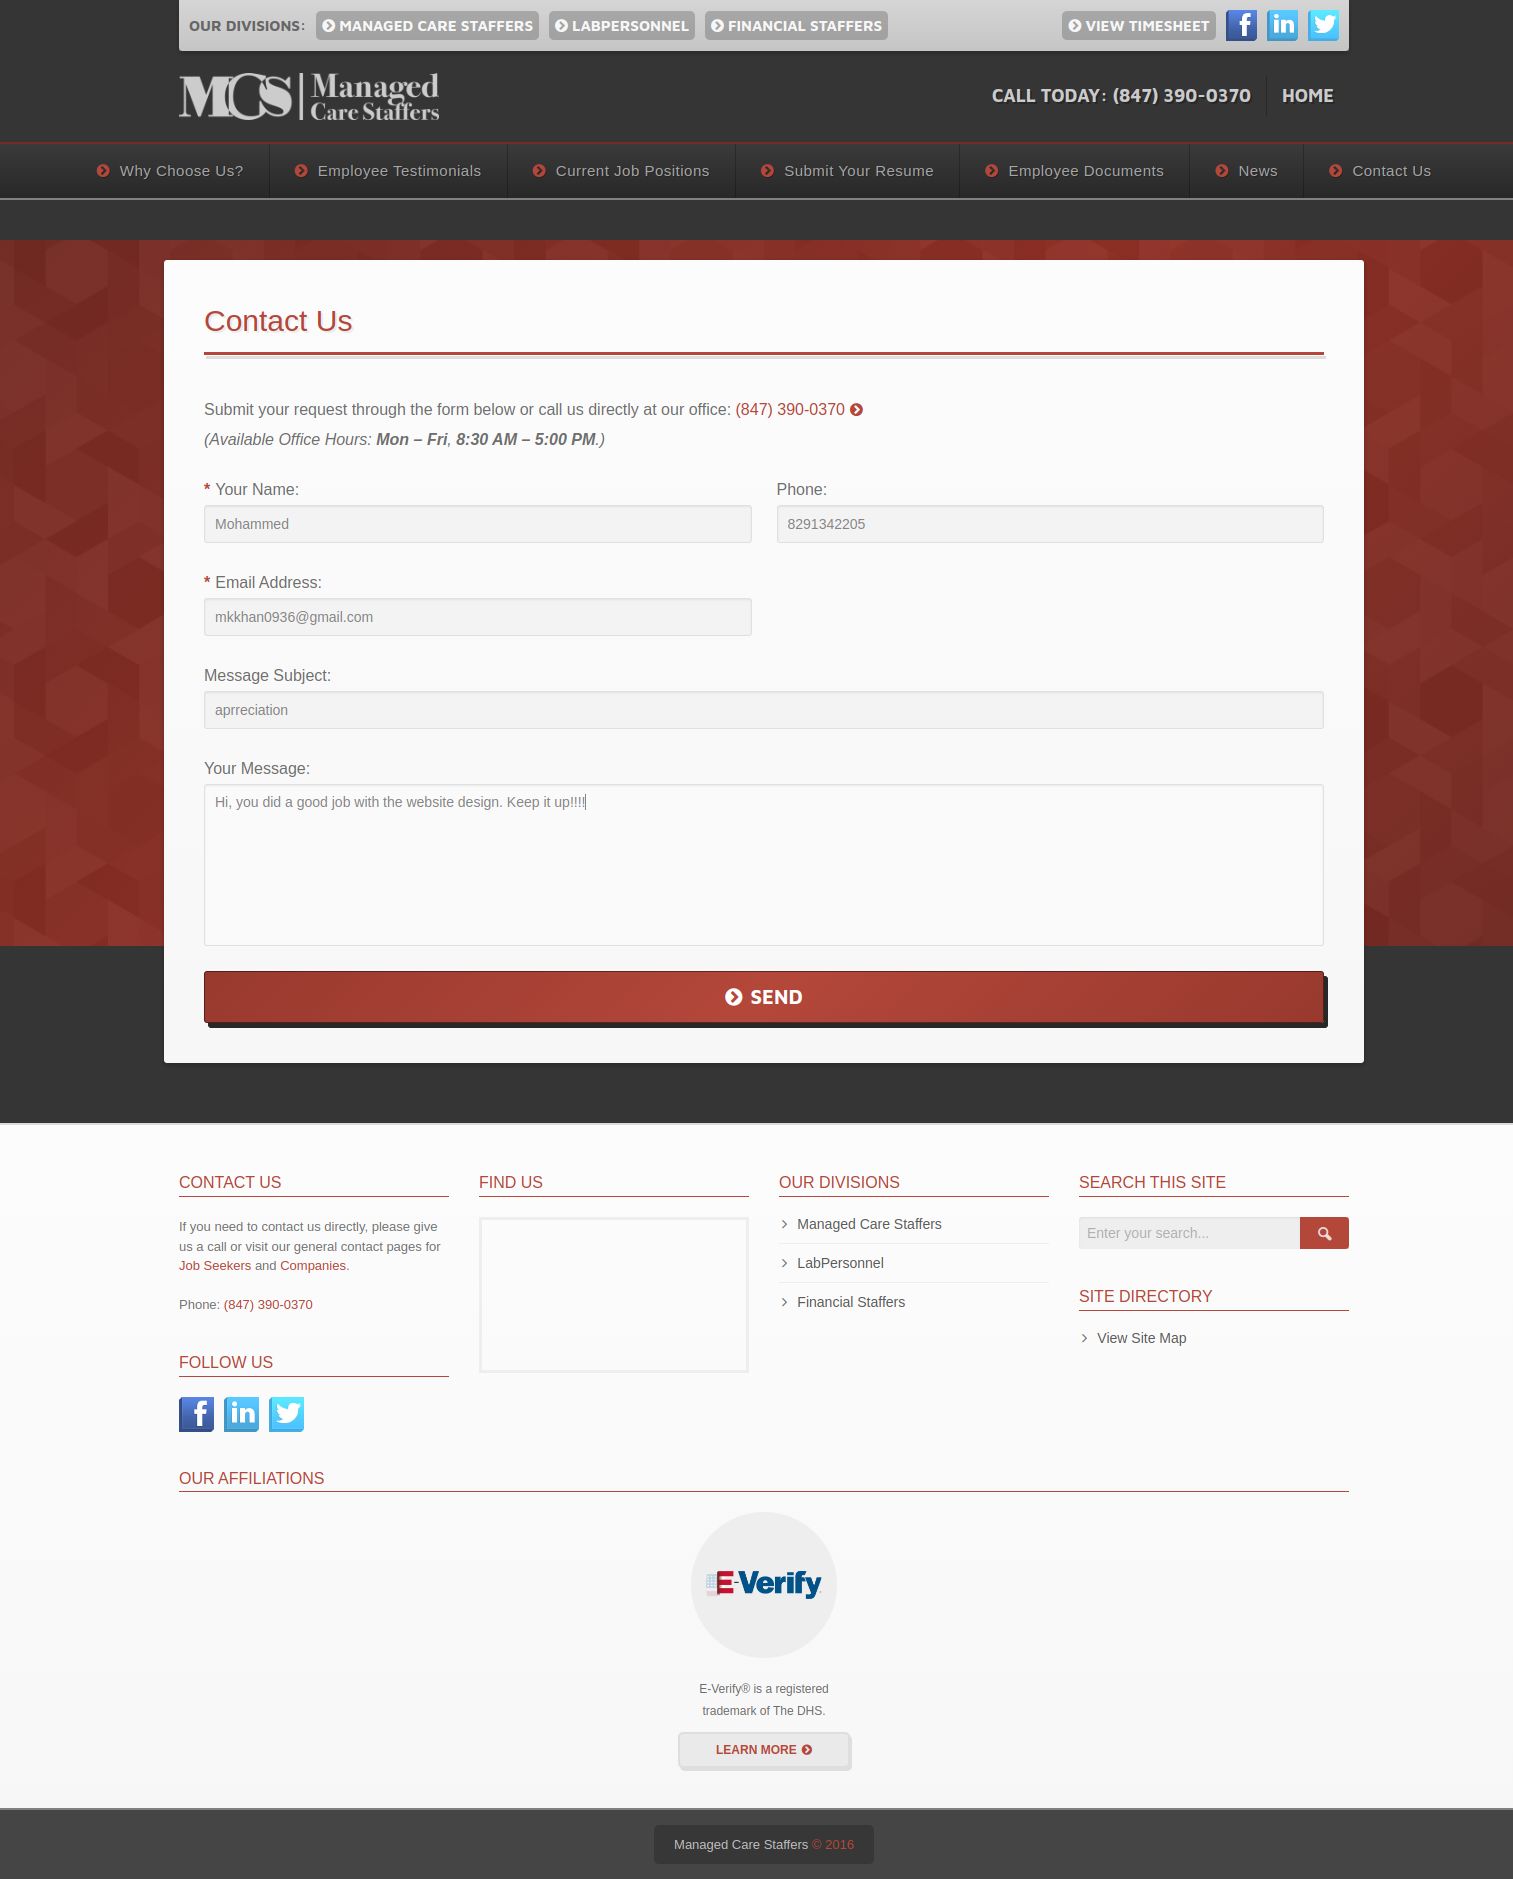 OUR DIVISIONS: MANAGED CARE STAFFERS LABPERSONNEL FINANCIAL STAFFERS VIEW TIMESHEET
MCS Managed
Care Staffers
CALL TODAY: (847) 390-0370 HOME
Why Choose Us? Employee Testimonials Current Job Positions Submit Your Resume Employee Documents News Contact Us
Contact Us
Submit your request through the form below or call us directly at our office: (847) 390-0370
(Available Office Hours: Mon – Fri, 8:30 AM – 5:00 PM.)
* Your Name:
Mohammed
Phone:
8291342205
* Email Address:
mkkhan0936@gmail.com
Message Subject:
aprreciation
Your Message:
Hi, you did a good job with the website design. Keep it up!!!!
SEND
CONTACT US
If you need to contact us directly, please give
us a call or visit our general contact pages for
Job Seekers and Companies.
Phone: (847) 390-0370
FOLLOW US
FIND US
OUR DIVISIONS
Managed Care Staffers
LabPersonnel
Financial Staffers
SEARCH THIS SITE
Enter your search...
SITE DIRECTORY
View Site Map
OUR AFFILIATIONS
E-Verify
E-Verify® is a registered
trademark of The DHS.
LEARN MORE
Managed Care Staffers © 2016